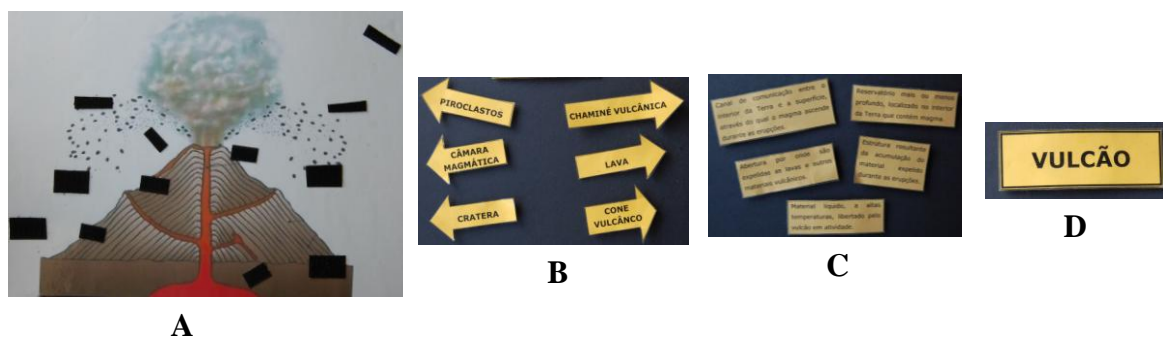 PIROCLASTOS
CHAMINÉ VULCÂNICA
CÂMARA
MAGMÁTICA
LAVA
CRATERA
CONE
VULCÂNCO
Canal de comunicação entre o
interior da Terra e a superfície,
através do qual o magma ascende
durante as erupções.
Reservatório mais ou menos
profundo, localizado no interior
da Terra que contém magma.
Abertura por onde são
expelidas as lavas e outros
materiais vulcânicos.
Estrutura resultante
da acumulação do
material expelido
durante as erupções.
Material líquido, a altas
temperaturas, libertado pelo
vulcão em atividade.
VULCÃO
A
B
C
D